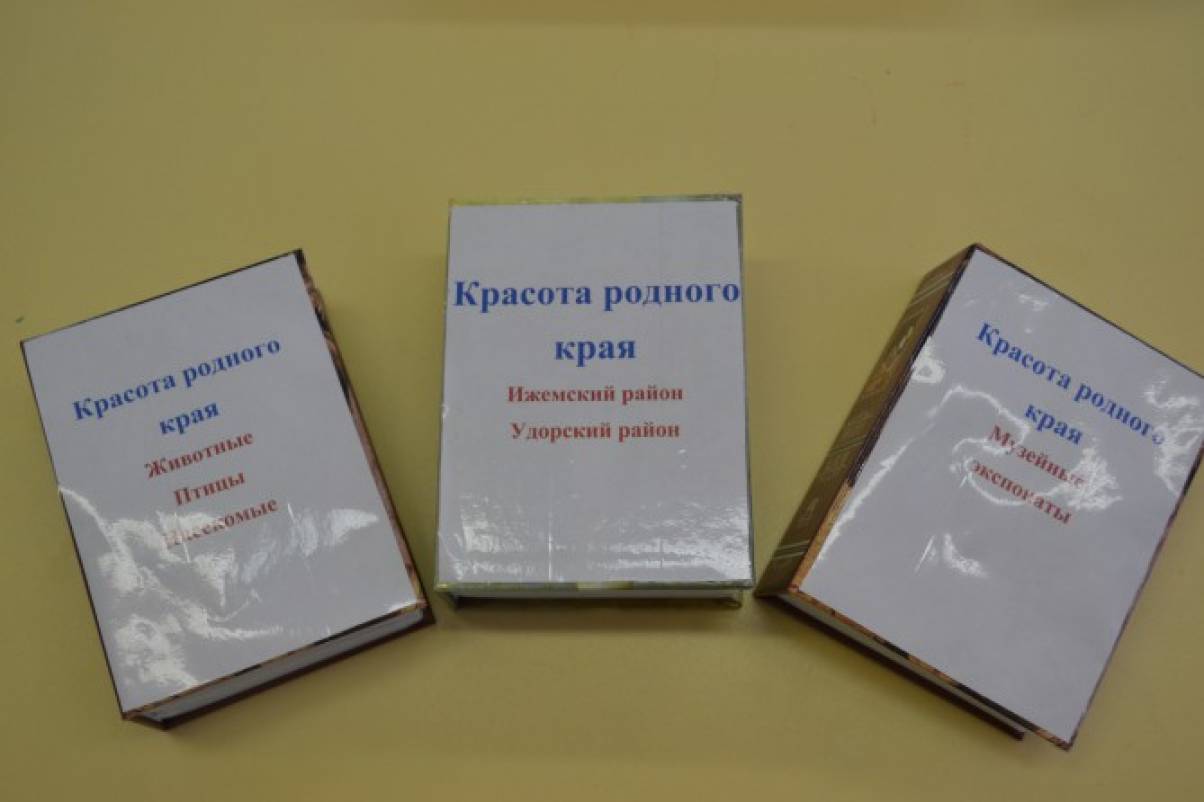 Красота родного
края
Животные
Птицы
Насекомые
Красота родного
края
Ижемский район
Удорский район
Красота родного
края
Музейные
экспонаты